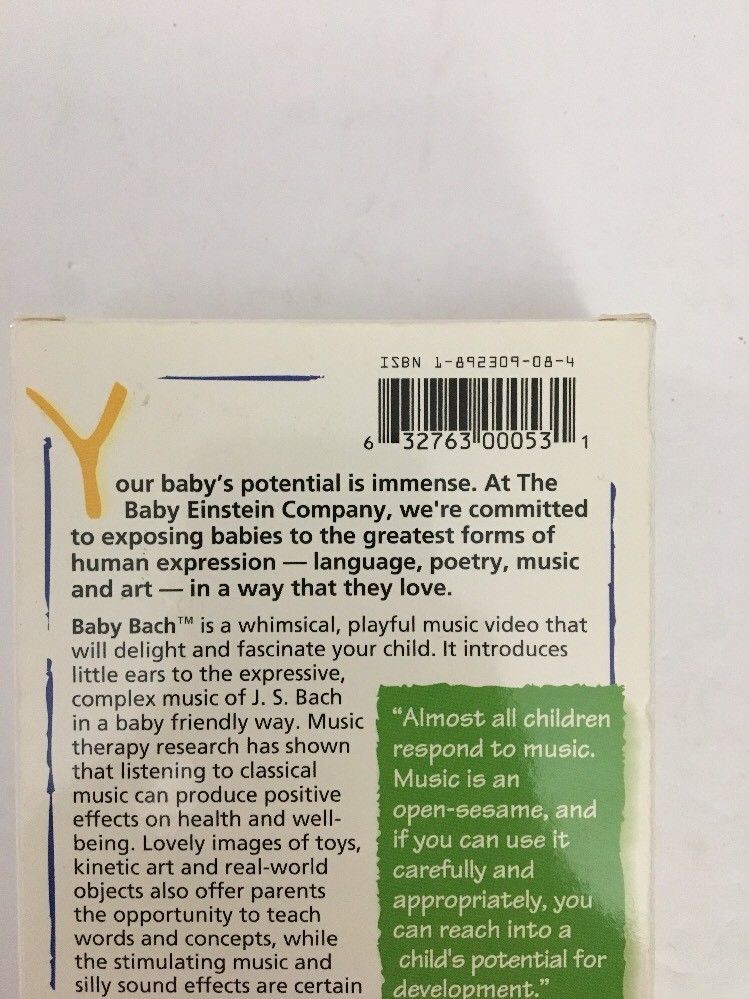 ISBN 1-892309-08-4
6 32763 00053 1
Your baby's potential is immense. At The
Baby Einstein Company, we're committed
to exposing babies to the greatest forms of
human expression — language, poetry, music
and art — in a way that they love.
Baby Bach™ is a whimsical, playful music video that
will delight and fascinate your child. It introduces
little ears to the expressive,
complex music of J. S. Bach
in a baby friendly way. Music
therapy research has shown
that listening to classical
music can produce positive
effects on health and well-
being. Lovely images of toys,
kinetic art and real-world
objects also offer parents
the opportunity to teach
words and concepts, while
the stimulating music and
silly sound effects are certain
“Almost all children
respond to music.
Music is an
open-sesame, and
if you can use it
carefully and
appropriately, you
can reach into a
child's potential for
development.”